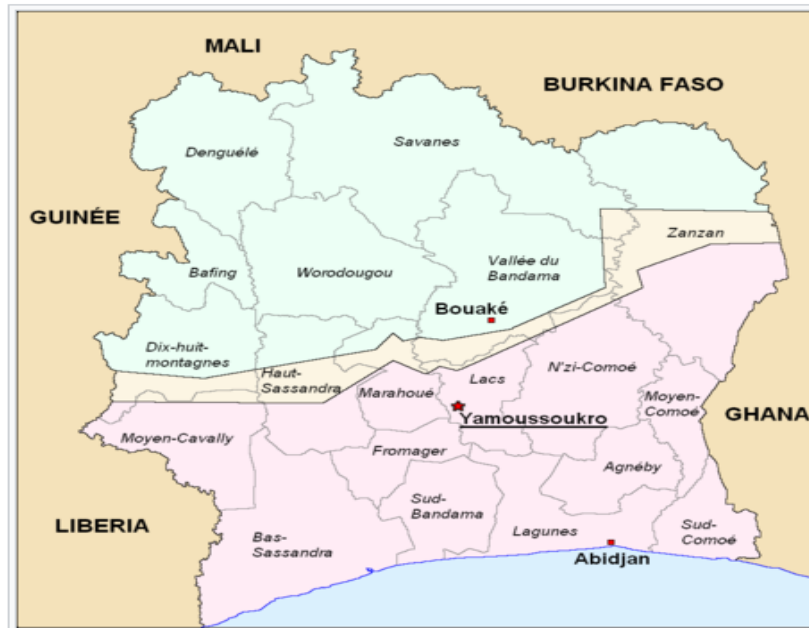 MALI
BURKINA FASO
Denguélé
Savanes
GUINÉE
Zanzan
Bafing
Worodougou
Vallée du
Bandama
Bouaké
Dix-huit-
montagnes
Haut-
Sassandra
N'zi-Comoé
Lacs
Marahoué
Moyen-
Comoé
GHANA
Yamoussoukro
Moyen-Cavally
Fromager
Agnéby
Sud-
Bandama
LIBERIA
Bas-
Sassandra
Lagunes
Sud-
Comoé
Abidjan